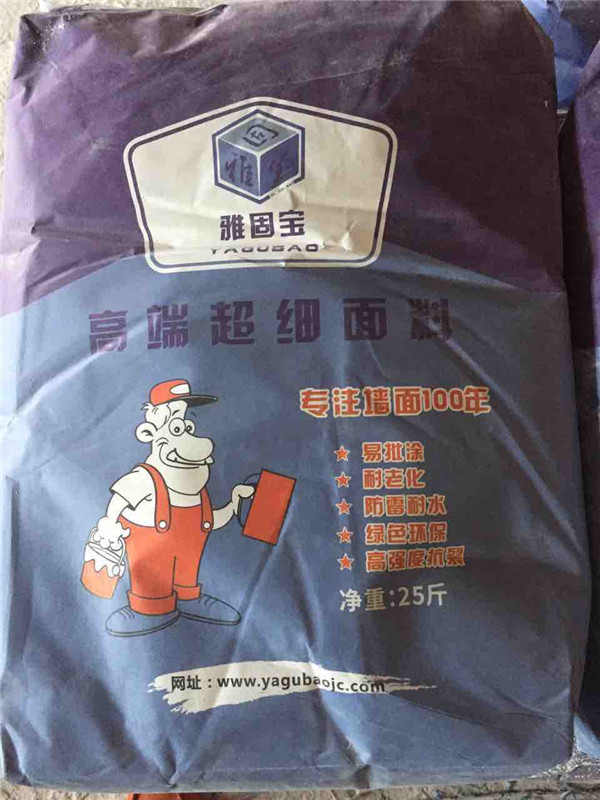 雅固宝
YAGUBAO
高端超细面料
专注墙面100年
★ 易批涂
★ 耐老化
★ 防霉耐水
★ 绿色环保
★ 高强度抗裂
净重:25斤
网址：www.yagubaojc.com